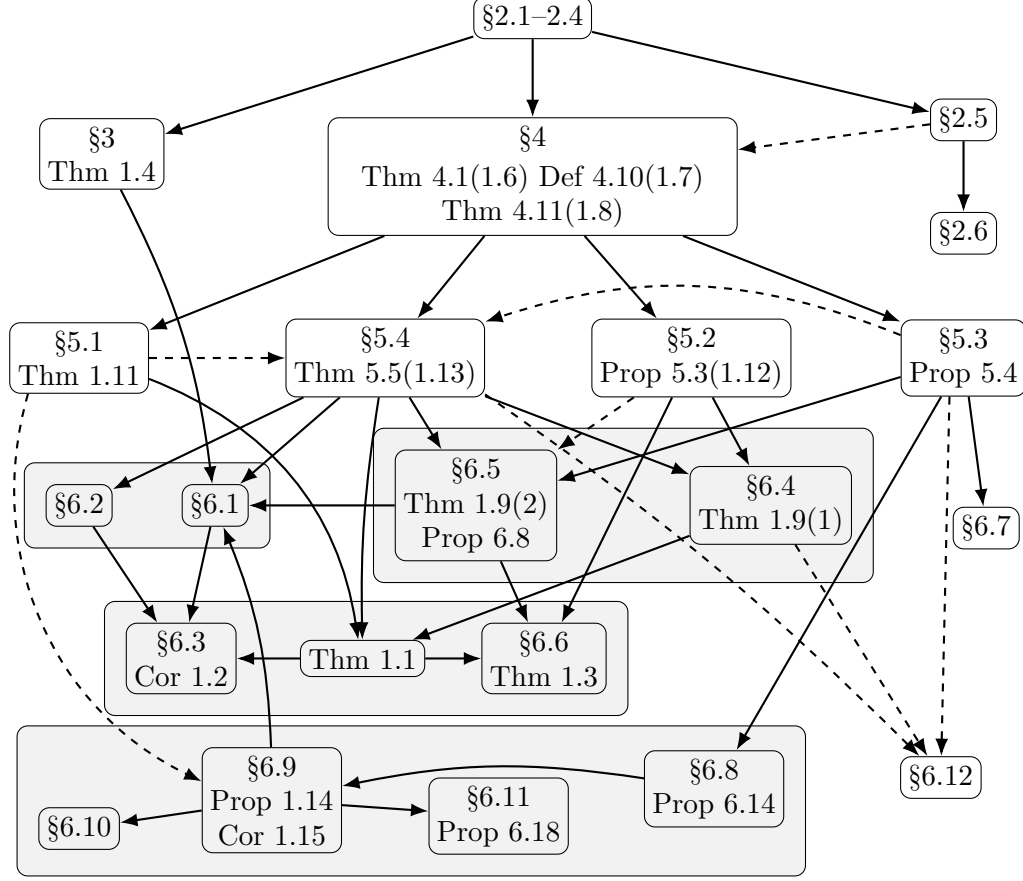 §2.1–2.4
§2.5
§3
Thm 1.4
§4
Thm 4.1(1.6) Def 4.10(1.7)
Thm 4.11(1.8)
§2.6
§5.1
Thm 1.11
§5.4
Thm 5.5(1.13)
§5.2
Prop 5.3(1.12)
§5.3
Prop 5.4
§6.2
§6.1
§6.5
Thm 1.9(2)
Prop 6.8
§6.4
Thm 1.9(1)
§6.7
§6.3
Cor 1.2
Thm 1.1
§6.6
Thm 1.3
§6.10
§6.9
Prop 1.14
Cor 1.15
§6.11
Prop 6.18
§6.8
Prop 6.14
§6.12